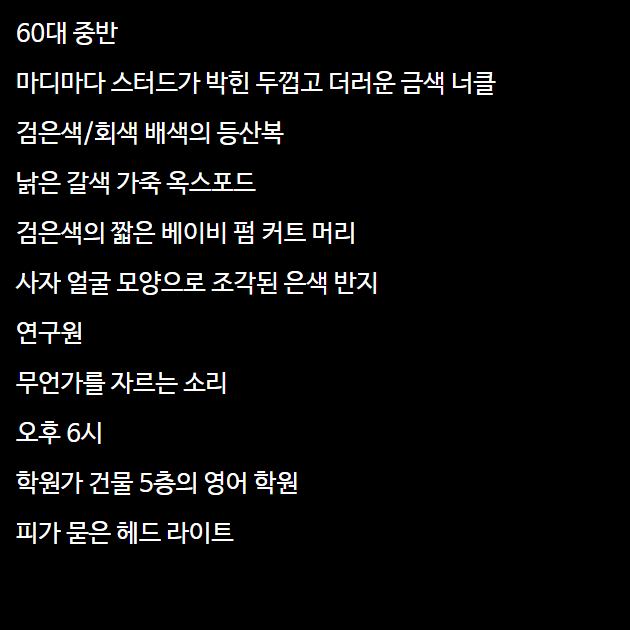 60대 중반
마디마다 스터드가 박힌 두껍고 더러운 금색 너클
검은색/회색 배색의 등산복
낡은 갈색 가죽 옥스포드
검은색의 짧은 베이비 펌 커트 머리
사자 얼굴 모양으로 조각된 은색 반지
연구원
무언가를 자르는 소리
오후 6시
학원가 건물 5층의 영어 학원
피가 묻은 헤드 라이트